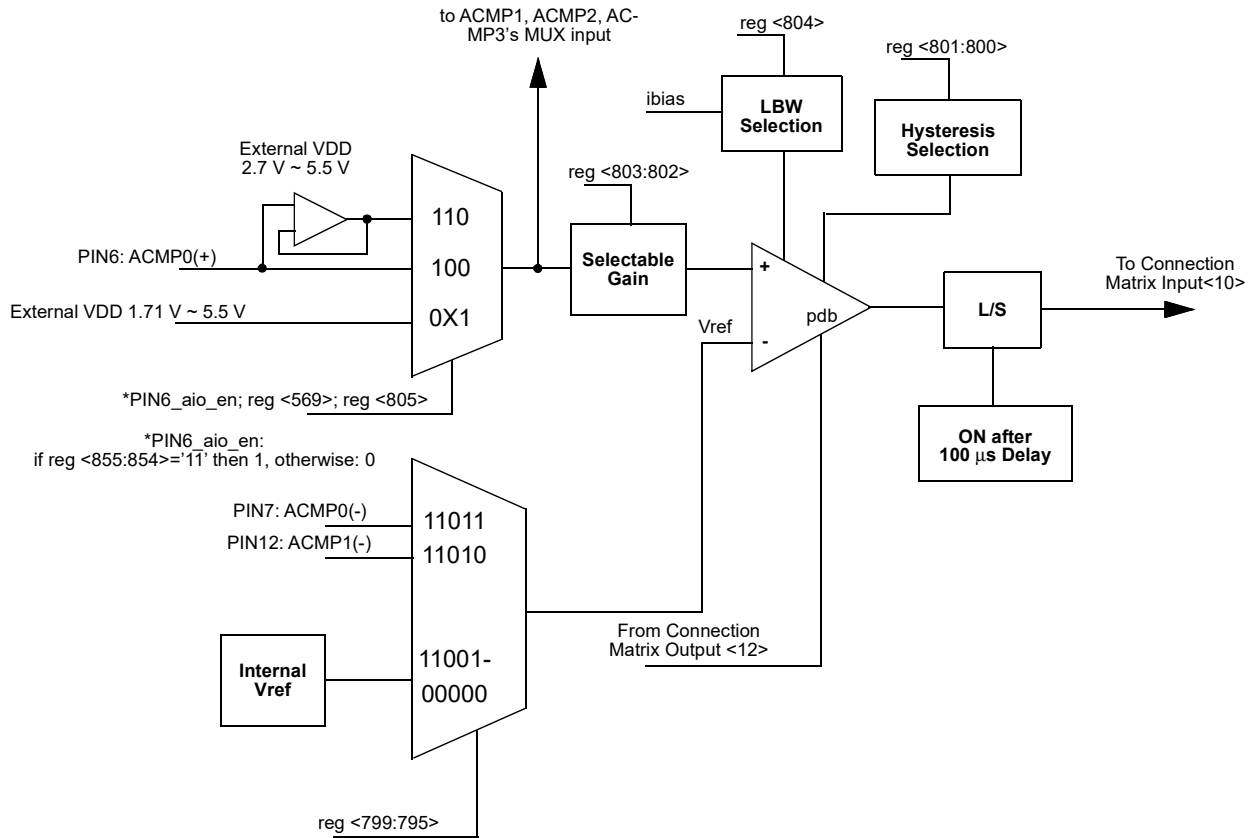 to ACMP1, ACMP2, AC-
MP3's MUX input
reg <804>
reg <801:800>
ibias
LBW
Selection
Hysteresis
Selection
External VDD
2.7 V ~ 5.5 V
reg <803:802>
110
PIN6: ACMP0(+)
100
Selectable
Gain
+
To Connection
Matrix Input<10>
External VDD 1.71 V ~ 5.5 V
0X1
Vref
pdb
-
L/S
*PIN6_aio_en; reg <569>; reg <805>
*PIN6_aio_en:
if reg <855:854>='11' then 1, otherwise: 0
ON after
100 μs Delay
PIN7: ACMP0(-)
11011
PIN12: ACMP1(-)
11010
From Connection
Matrix Output <12>
Internal
Vref
11001-
00000
reg <799:795>